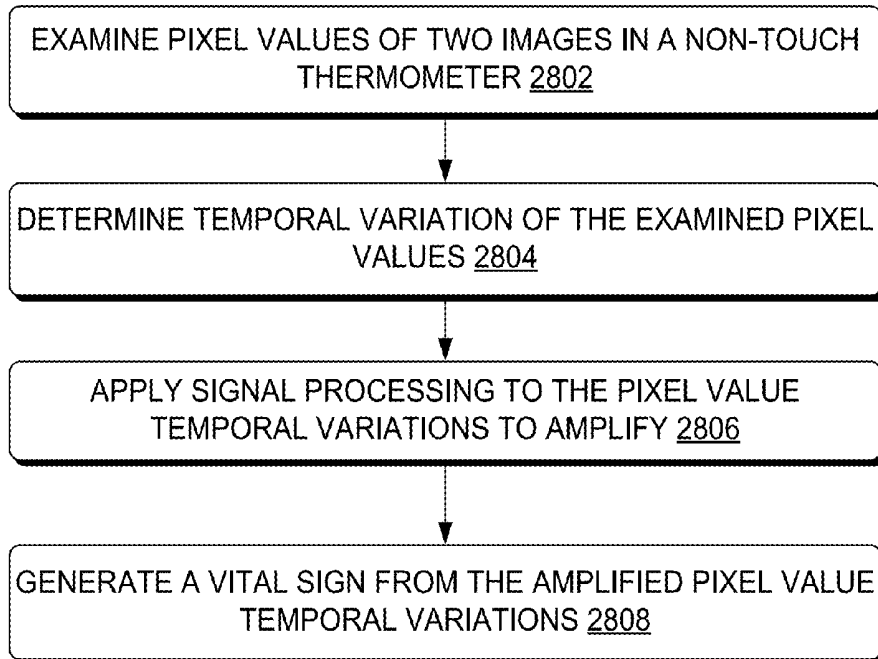 EXAMINE PIXEL VALUES OF TWO IMAGES IN A NON-TOUCH
THERMOMETER 2802
DETERMINE TEMPORAL VARIATION OF THE EXAMINED PIXEL
VALUES 2804
APPLY SIGNAL PROCESSING TO THE PIXEL VALUE
TEMPORAL VARIATIONS TO AMPLIFY 2806
GENERATE A VITAL SIGN FROM THE AMPLIFIED PIXEL VALUE
TEMPORAL VARIATIONS 2808